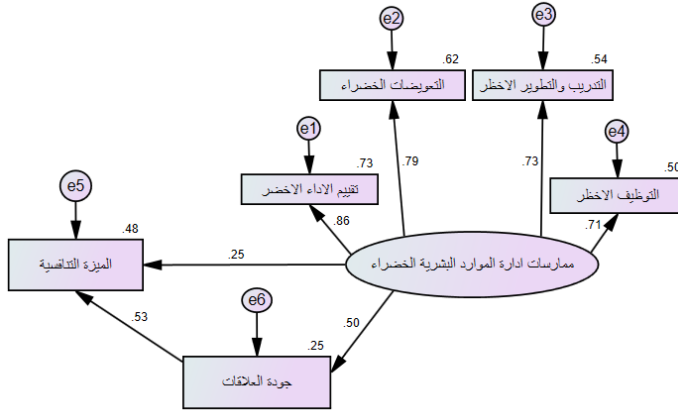 e2
e3
.62
.54
التعويضات الخضراء
التدريب والتطوير الاخظر
e1
e4
.73
.50
تقييم الاداء الاخضر
التوظيف الاظر
.79
.73
.86
.71
e5
.48
الميزة التنافسية
.25
ممارسات ادارة الموارد البشرية الخضراء
e6
.53
.50
.25
جودة العلاقات